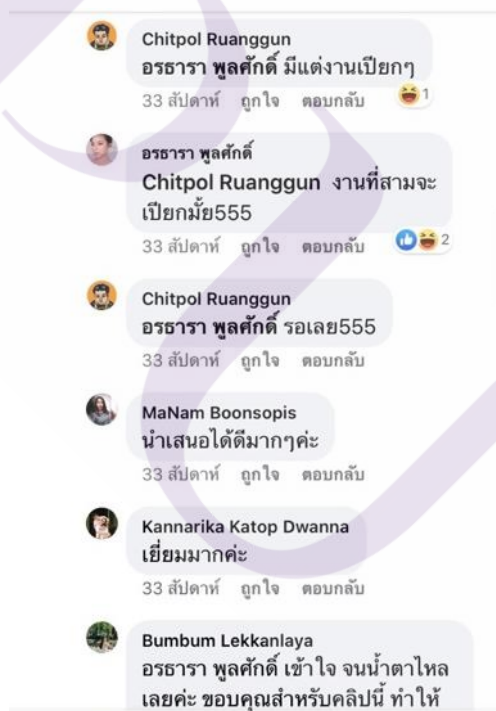 Chitpol Ruanggun
อรธารา พูลศักดิ์ มีแต่งานเปียกๆ
33 สัปดาห์ ถูกใจ ตอบกลับ 1
อรธารา พูลศักดิ์
Chitpol Ruanggun งานที่สามจะ
เปียกมั้ย555
33 สัปดาห์ ถูกใจ ตอบกลับ 2
Chitpol Ruanggun
อรธารา พูลศักดิ์ รอเลย555
33 สัปดาห์ ถูกใจ ตอบกลับ
MaNam Boonsopis
นำเสนอได้ดีมากๆค่ะ
33 สัปดาห์ ถูกใจ ตอบกลับ
Kannarika Katop Dwanna
เยี่ยมมากค่ะ
33 สัปดาห์ ถูกใจ ตอบกลับ
Bumbum Lekkanlaya
อรธารา พูลศักดิ์ เข้าใจ จนน้ำตาไหล
เลยค่ะ ขอบคุณสำหรับคลิปนี้ ทำให้